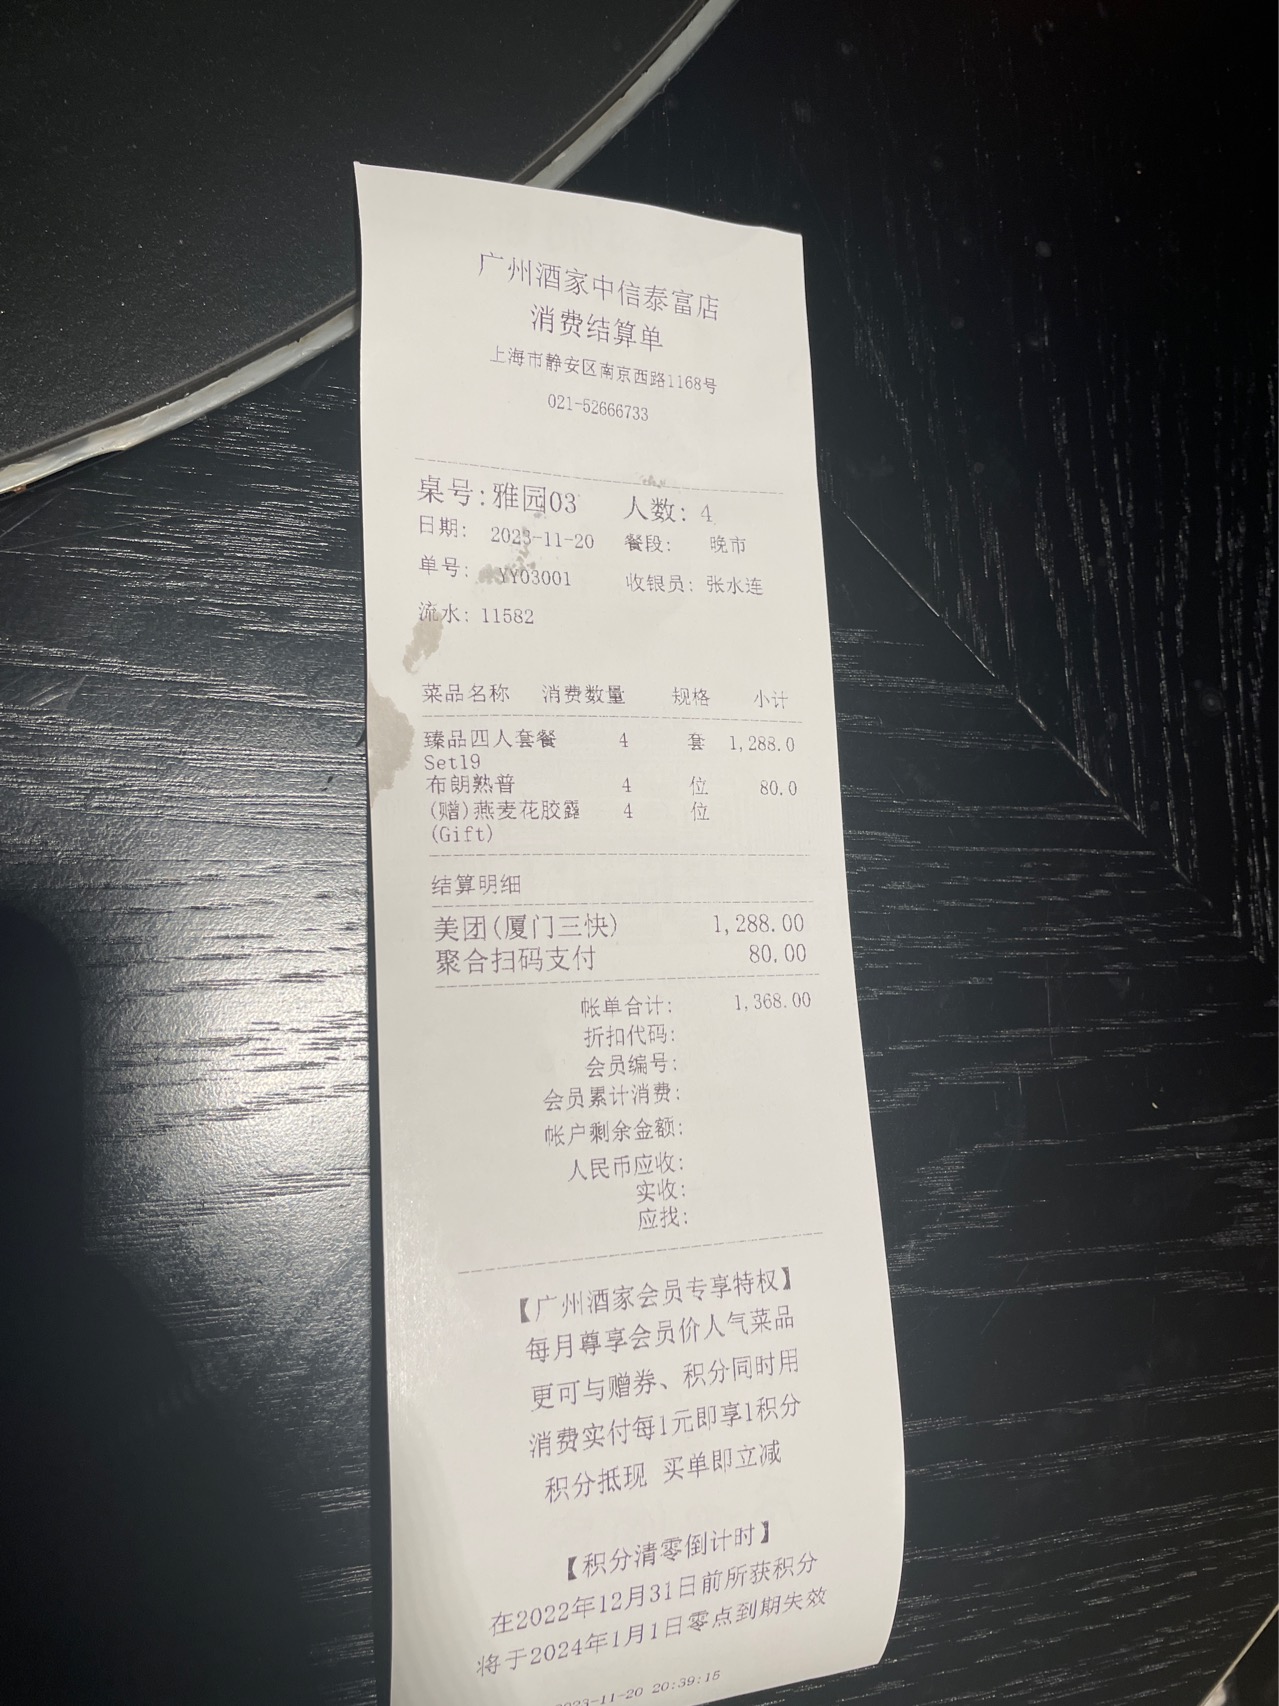 广州酒家中信泰富店
消费结算单
上海市静安区南京西路1168号
021-52666733
桌号:雅园03 人数: 4
日期: 2023-11-20 餐段: 晚市
单号: YY03001 收银员: 张水连
流水: 11582
菜品名称 消费数量 规格 小计
臻品四人套餐 4 套 1,288.0
Set19
布朗熟普 4 位 80.0
(赠)燕麦花胶露 4 位
(Gift)
结算明细
美团(厦门三快) 1,288.00
聚合扫码支付 80.00
帐单合计: 1,368.00
折扣代码:
会员编号:
会员累计消费:
帐户剩余金额:
人民币应收:
实收:
应找:
【广州酒家会员专享特权】
每月尊享会员价人气菜品
更可与赠券、积分同时用
消费实付每1元即享1积分
积分抵现 买单即立减
【积分清零倒计时】
在2022年12月31日前所获积分
将于2024年1月1日零点到期失效
023-11-20 20:39:15